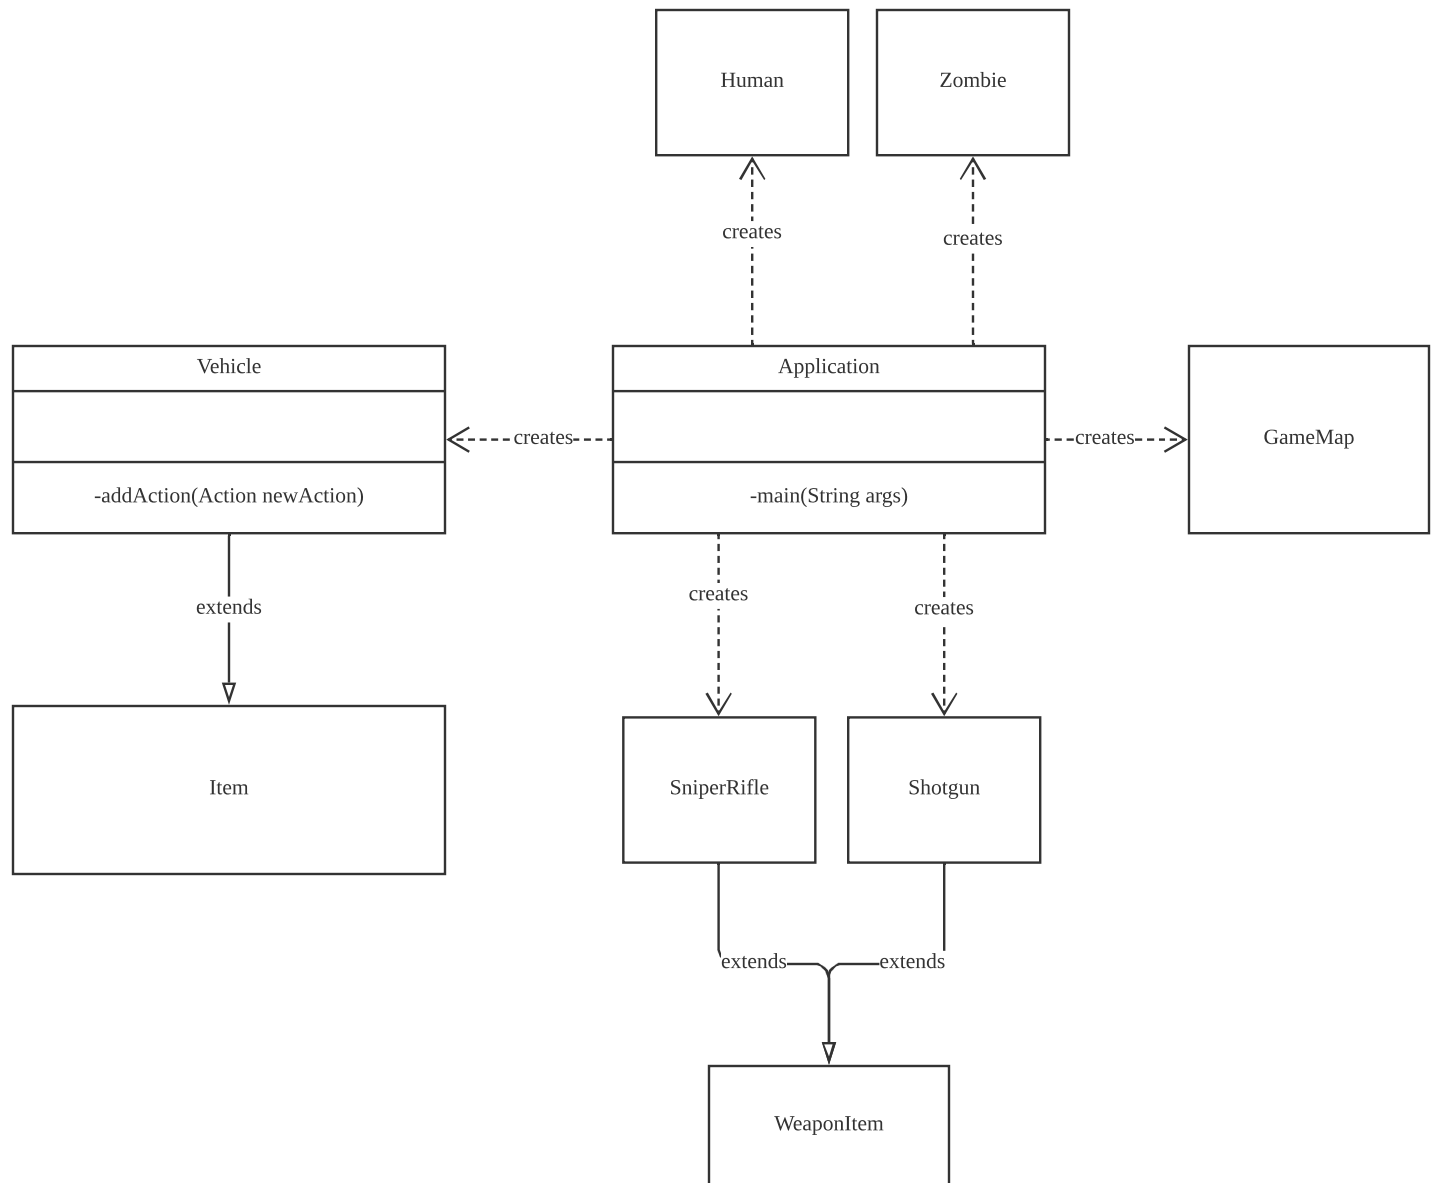 Human
Zombie
creates
creates
Vehicle
Application
creates
creates
GameMap
-addAction(Action newAction)
-main(String args)
extends
creates
creates
Item
SniperRifle
Shotgun
extends
extends
WeaponItem